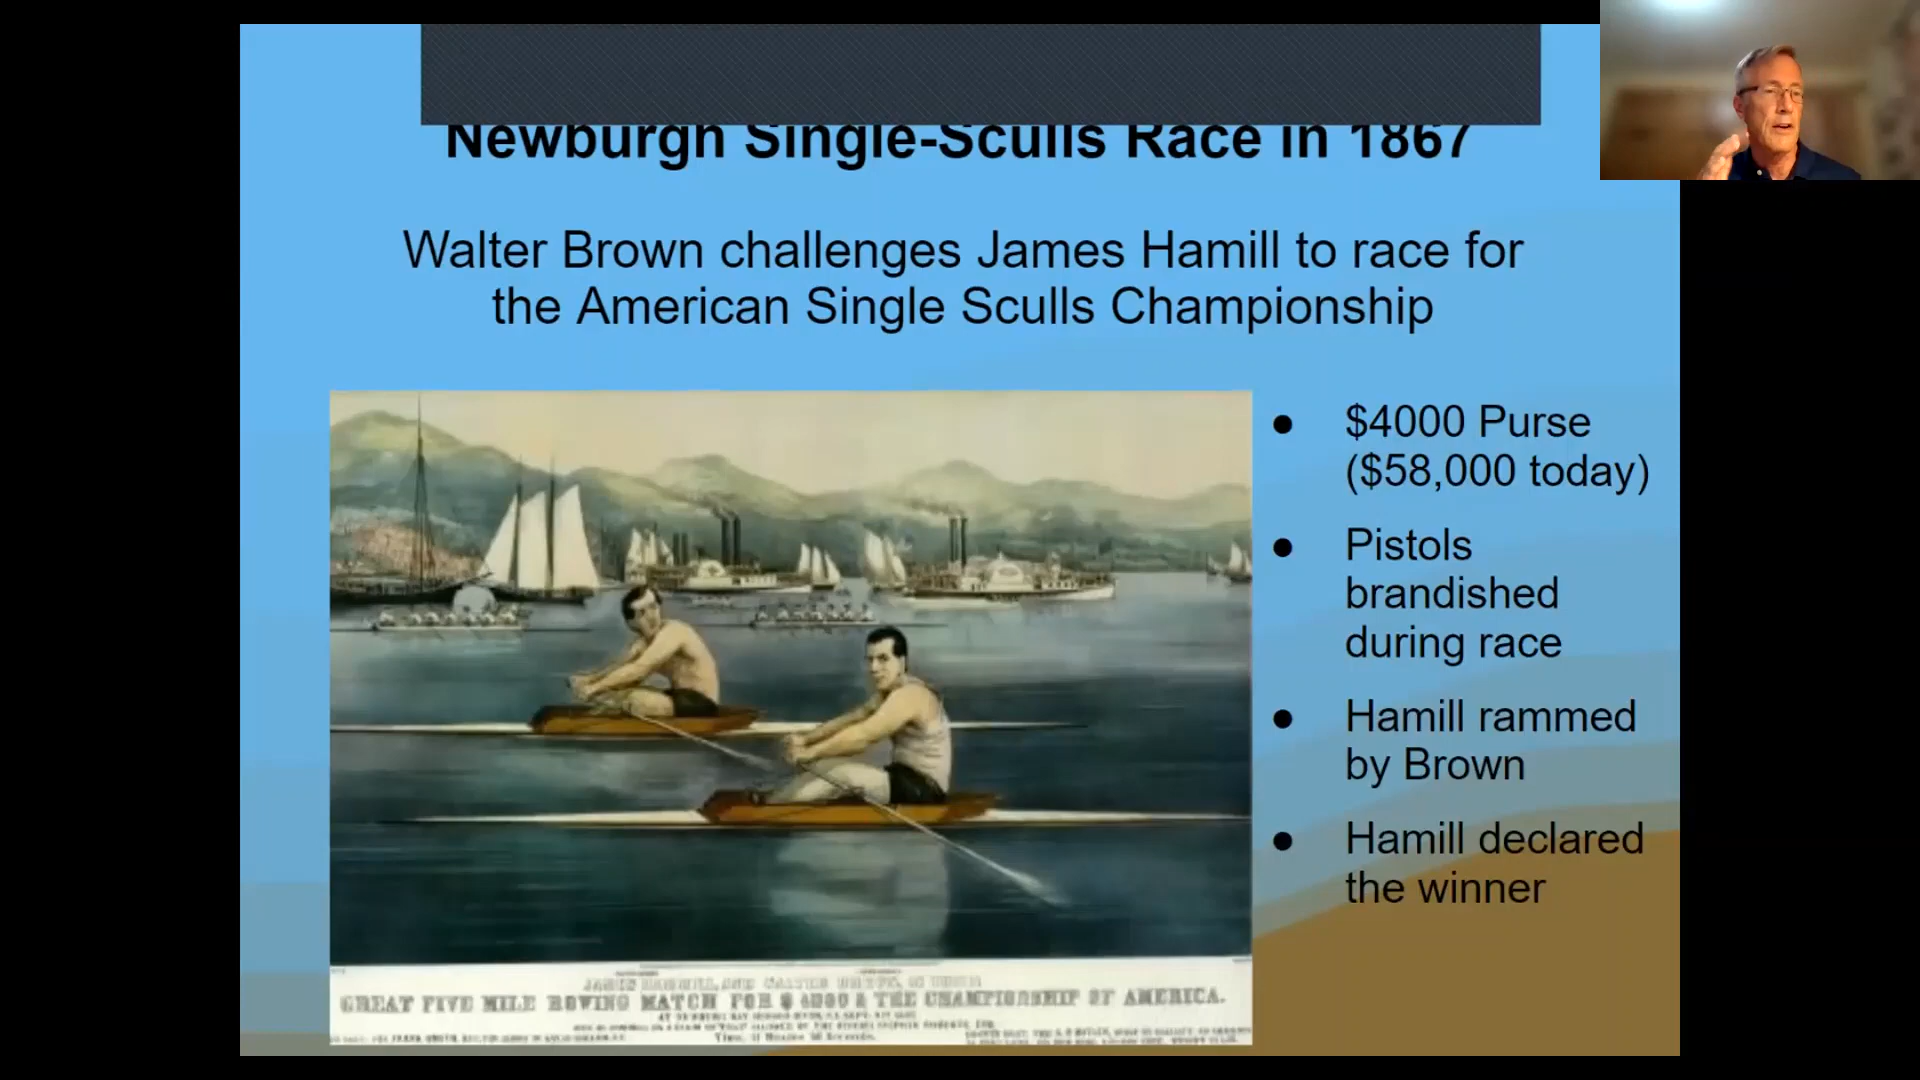 Newburgh Single-Sculls Race in 1867
Walter Brown challenges James Hamill to race for
the American Single Sculls Championship
● $4000 Purse
($58,000 today)
● Pistols
brandished
during race
● Hamill rammed
by Brown
● Hamill declared
the winner
GREAT FIVE MILE ROWING MATCH FOR $4000 & THE CHAMPIONSHIP OF AMERICA.